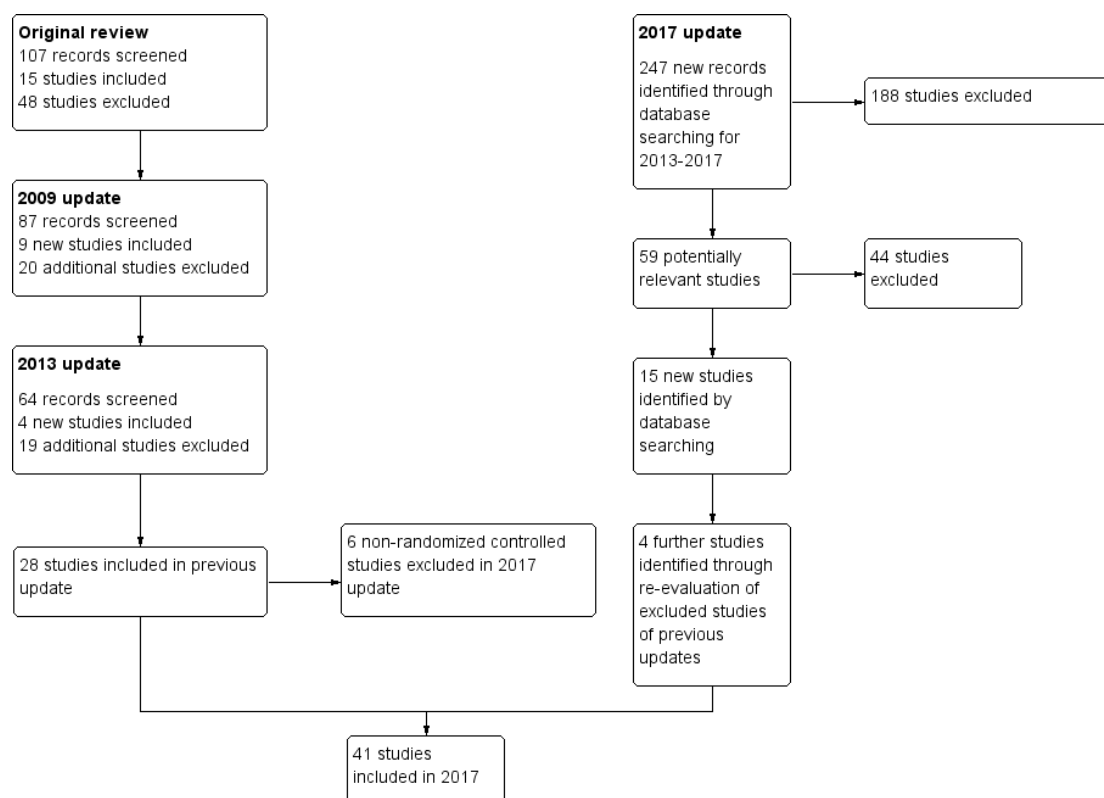 Original review
107 records screened
15 studies included
48 studies excluded
2009 update
87 records screened
9 new studies included
20 additional studies excluded
2013 update
64 records screened
4 new studies included
19 additional studies excluded
28 studies included in previous
update
6 non-randomized controlled
studies excluded in 2017
update
2017 update
247 new records
identified through
database
searching for
2013-2017
188 studies excluded
59 potentially
relevant studies
44 studies
excluded
15 new studies
identified by
database
searching
4 further studies
identified through
re-evaluation of
excluded studies
of previous
updates
41 studies
included in 2017